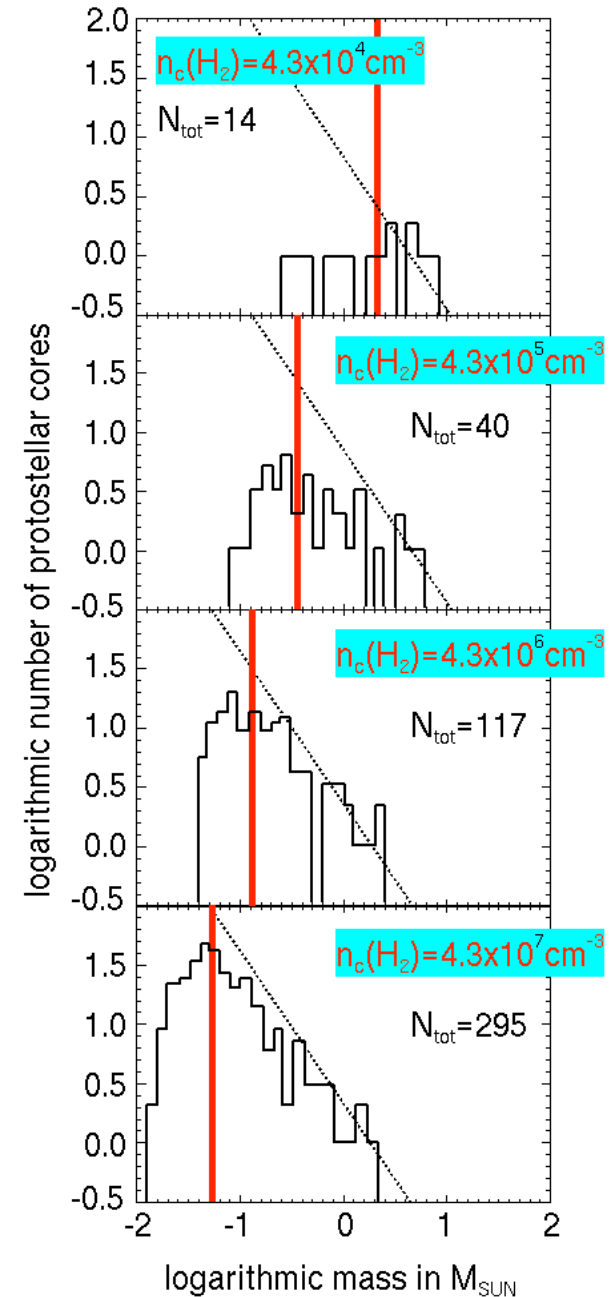 2.0
n_c(H_2)=4.3x10^4cm^-3
1.5
N_tot=14
1.0
0.5
0.0
-0.5
n_c(H_2)=4.3x10^5cm^-3
1.5
N_tot=40
1.0
0.5
0.0
-0.5
n_c(H_2)=4.3x10^6cm^-3
1.5
N_tot=117
1.0
0.5
0.0
-0.5
n_c(H_2)=4.3x10^7cm^-3
1.5
N_tot=295
1.0
0.5
0.0
-0.5
-2 -1 0 1 2
logarithmic mass in M_SUN
logarithmic number of protostellar cores